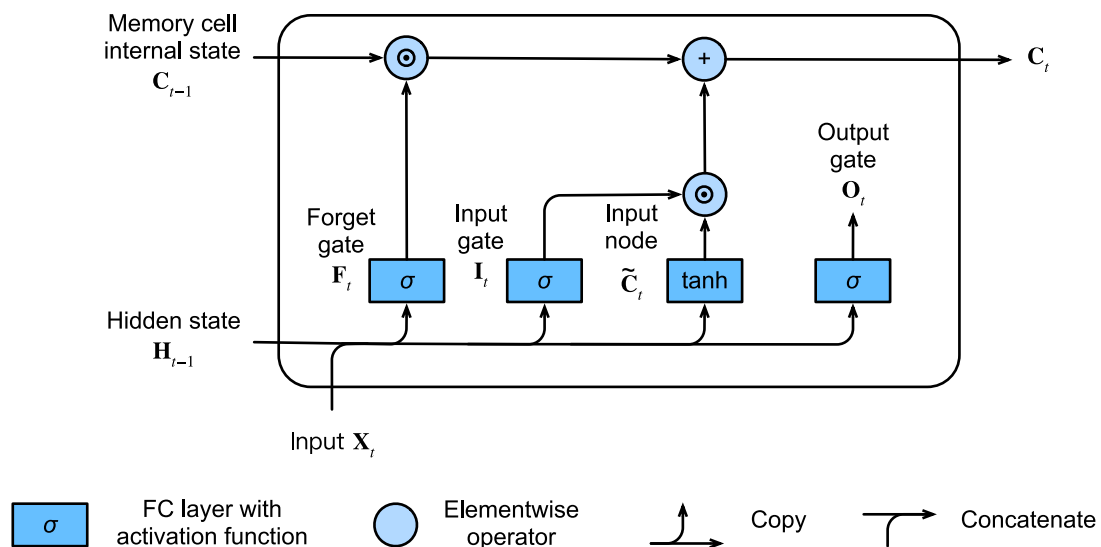 Memory cell
internal state
C_{t-1}
⊙
+
C_t
Output
gate
O_t
⊙
Forget
gate
F_t
Input
gate
I_t
Input
node
C̃_t
σ
σ
tanh
σ
Hidden state
H_{t-1}
Input X_t
σ
FC layer with
activation function
Elementwise
operator
Copy
Concatenate